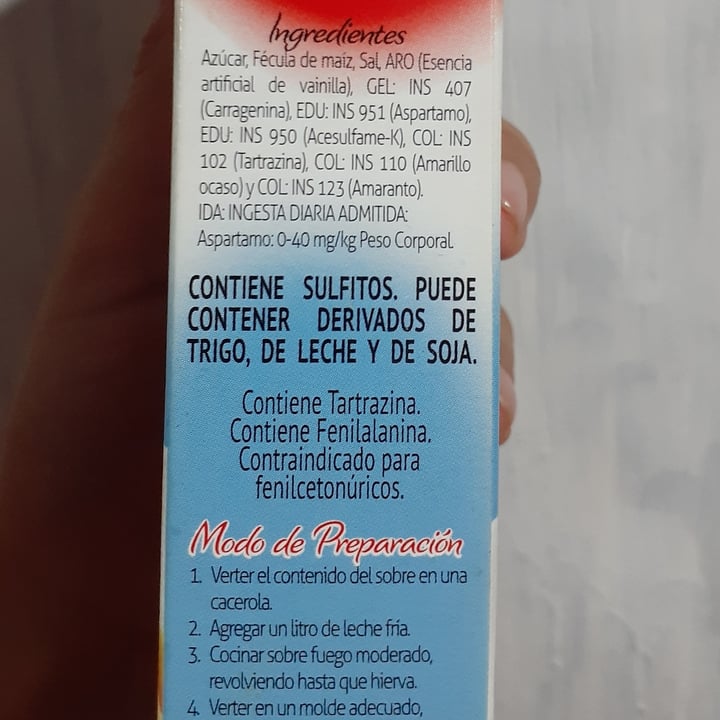 Ingredientes
Azúcar, Fécula de maíz, Sal, ARO (Esencia
artificial de vainilla), GEL: INS 407
(Carragenina), EDU: INS 951 (Aspartamo),
EDU: INS 950 (Acesulfame-K), COL: INS
102 (Tartrazina), COL: INS 110 (Amarillo
ocaso) y COL: INS 123 (Amaranto).
IDA: INGESTA DIARIA ADMITIDA:
Aspartamo: 0-40 mg/kg Peso Corporal.
CONTIENE SULFITOS. PUEDE
CONTENER DERIVADOS DE
TRIGO, DE LECHE Y DE SOJA.
Contiene Tartrazina.
Contiene Fenilalanina.
Contraindicado para
fenilcetonúricos.
Modo de Preparación
1. Verter el contenido del sobre en una
cacerola.
2. Agregar un litro de leche fría.
3. Cocinar sobre fuego moderado,
revolviendo hasta que hierva.
4. Verter en un molde adecuado,